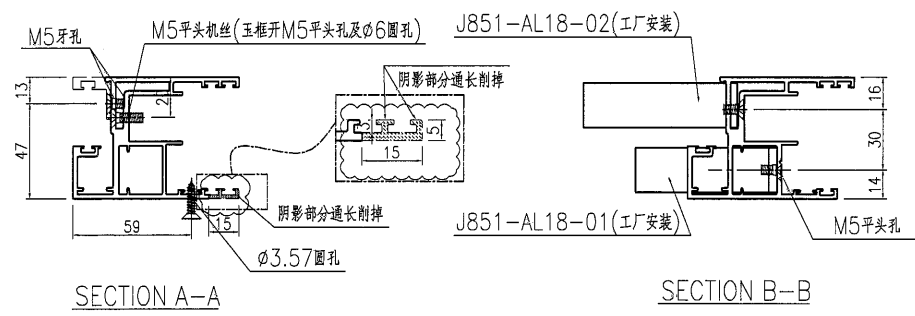 M5牙孔
M5平头机丝(玉框开M5平头孔及Ø6圆孔)
13
47
2
59
15
阴影部分通长削掉
3
5
15
阴影部分通长削掉
Ø3.57圆孔
SECTION A-A
J851-AL18-02(工厂安装)
16
30
14
J851-AL18-01(工厂安装)
M5平头孔
SECTION B-B